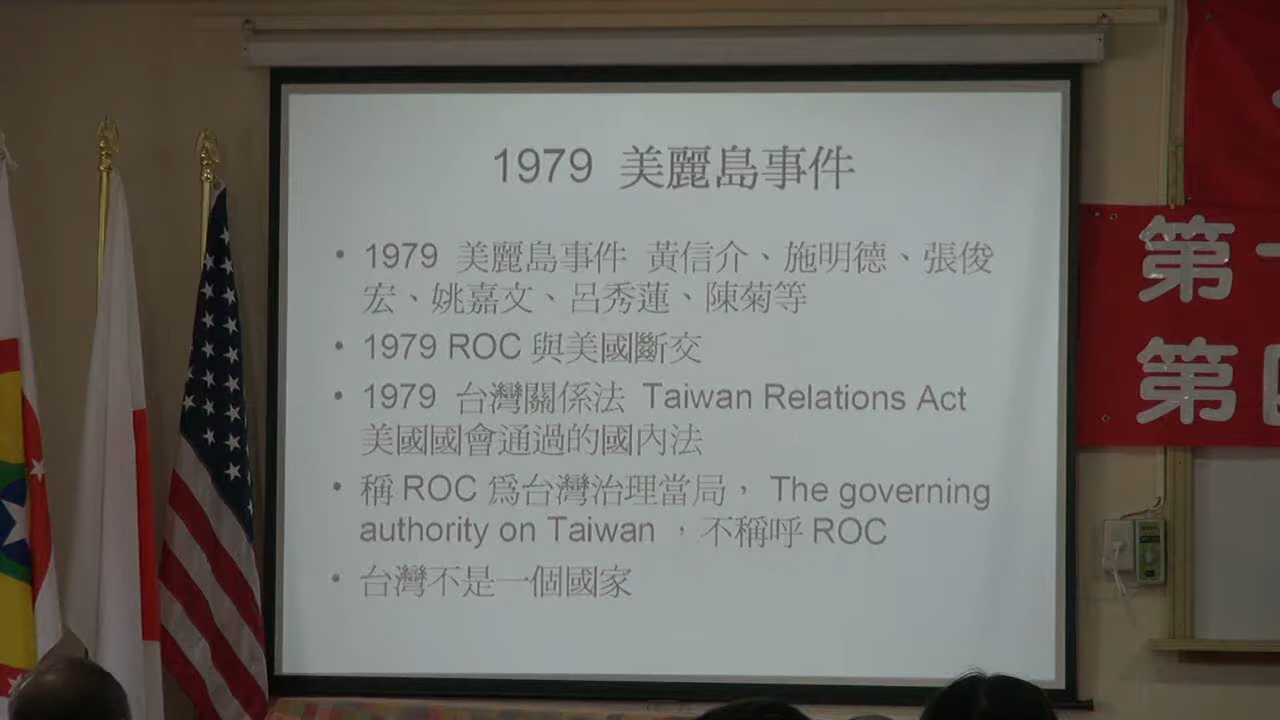 1979 美麗島事件
• 1979 美麗島事件 黃信介、施明德、張俊
宏、姚嘉文、呂秀蓮、陳菊等
• 1979 ROC 與美國斷交
• 1979 台灣關係法 Taiwan Relations Act
美國國會通過的國內法
• 稱 ROC 為台灣治理當局， The governing
authority on Taiwan ，不稱呼 ROC
• 台灣不是一個國家
第
第